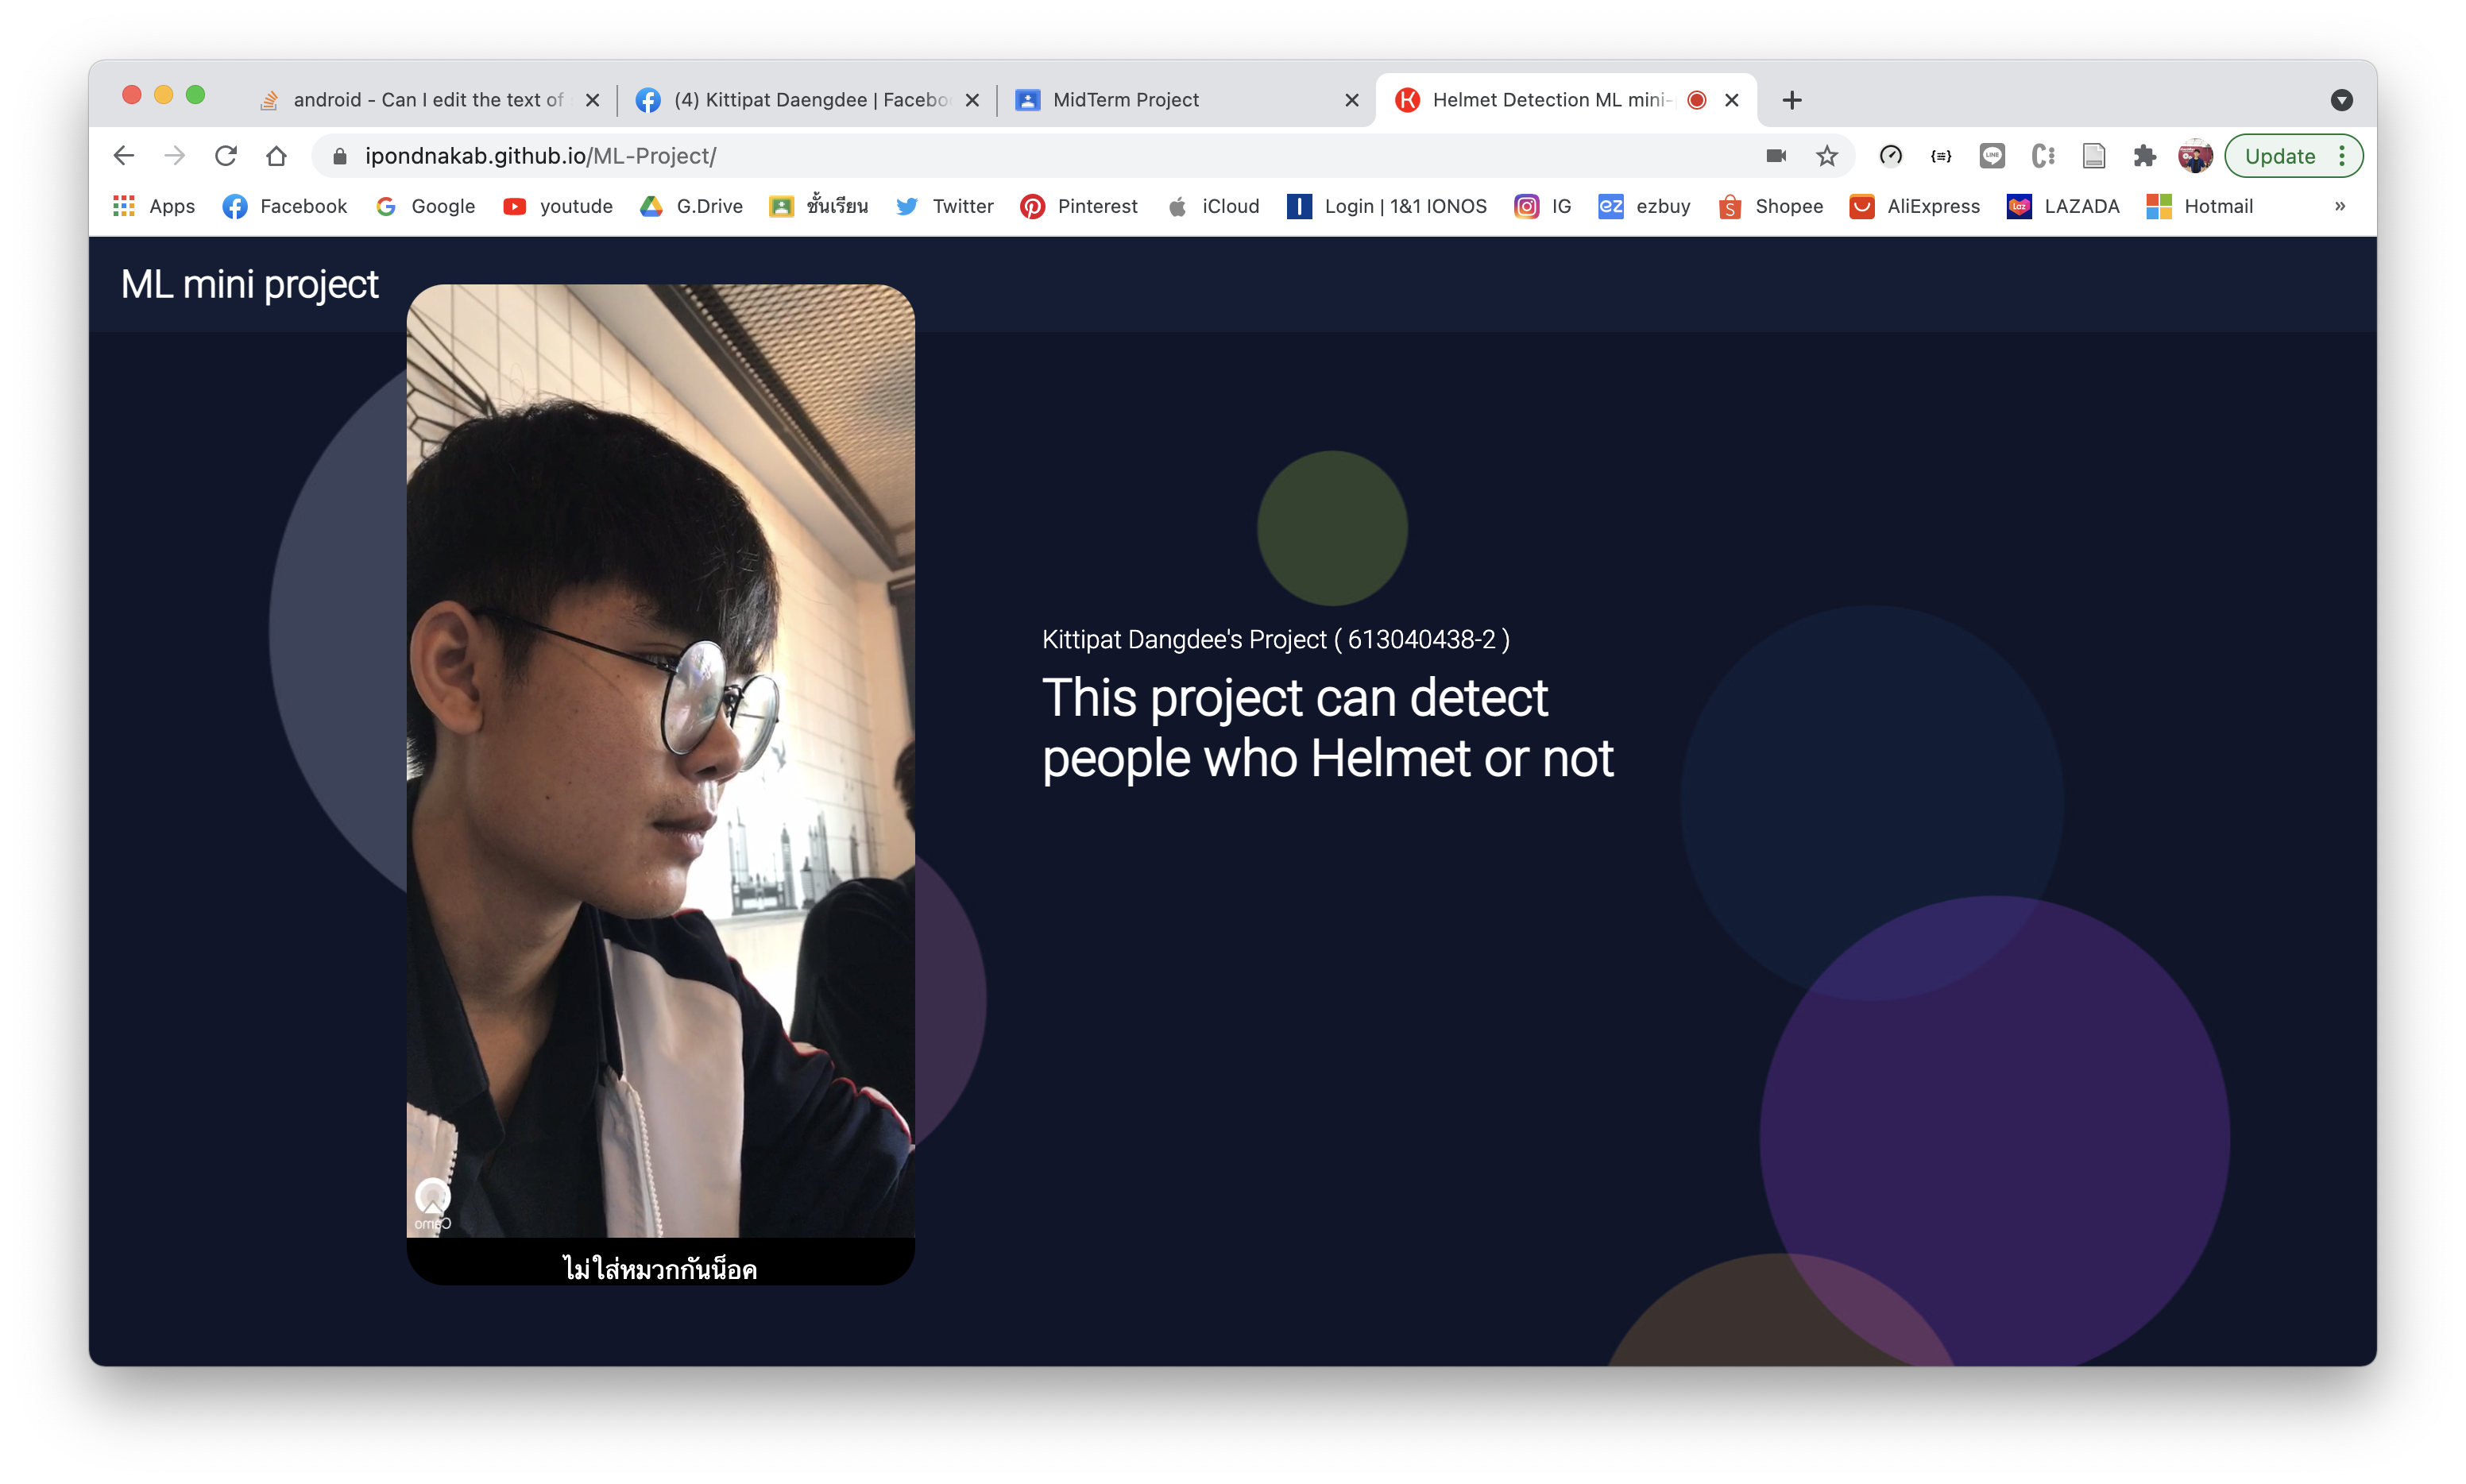 android - Can I edit the text of
(4) Kittipat Daengdee | Facebo
MidTerm Project
Helmet Detection ML mini-
ipondnakab.github.io/ML-Project/
Update
Apps
Facebook
Google
youtude
G.Drive
ชั้นเรียน
Twitter
Pinterest
iCloud
Login | 1&1 IONOS
IG
ezbuy
Shopee
AliExpress
LAZADA
Hotmail
»
ML mini project
Kittipat Dangdee's Project ( 613040438-2 )
This project can detect
people who Helmet or not
Camo
ไม่ใส่หมวกกันน็อค